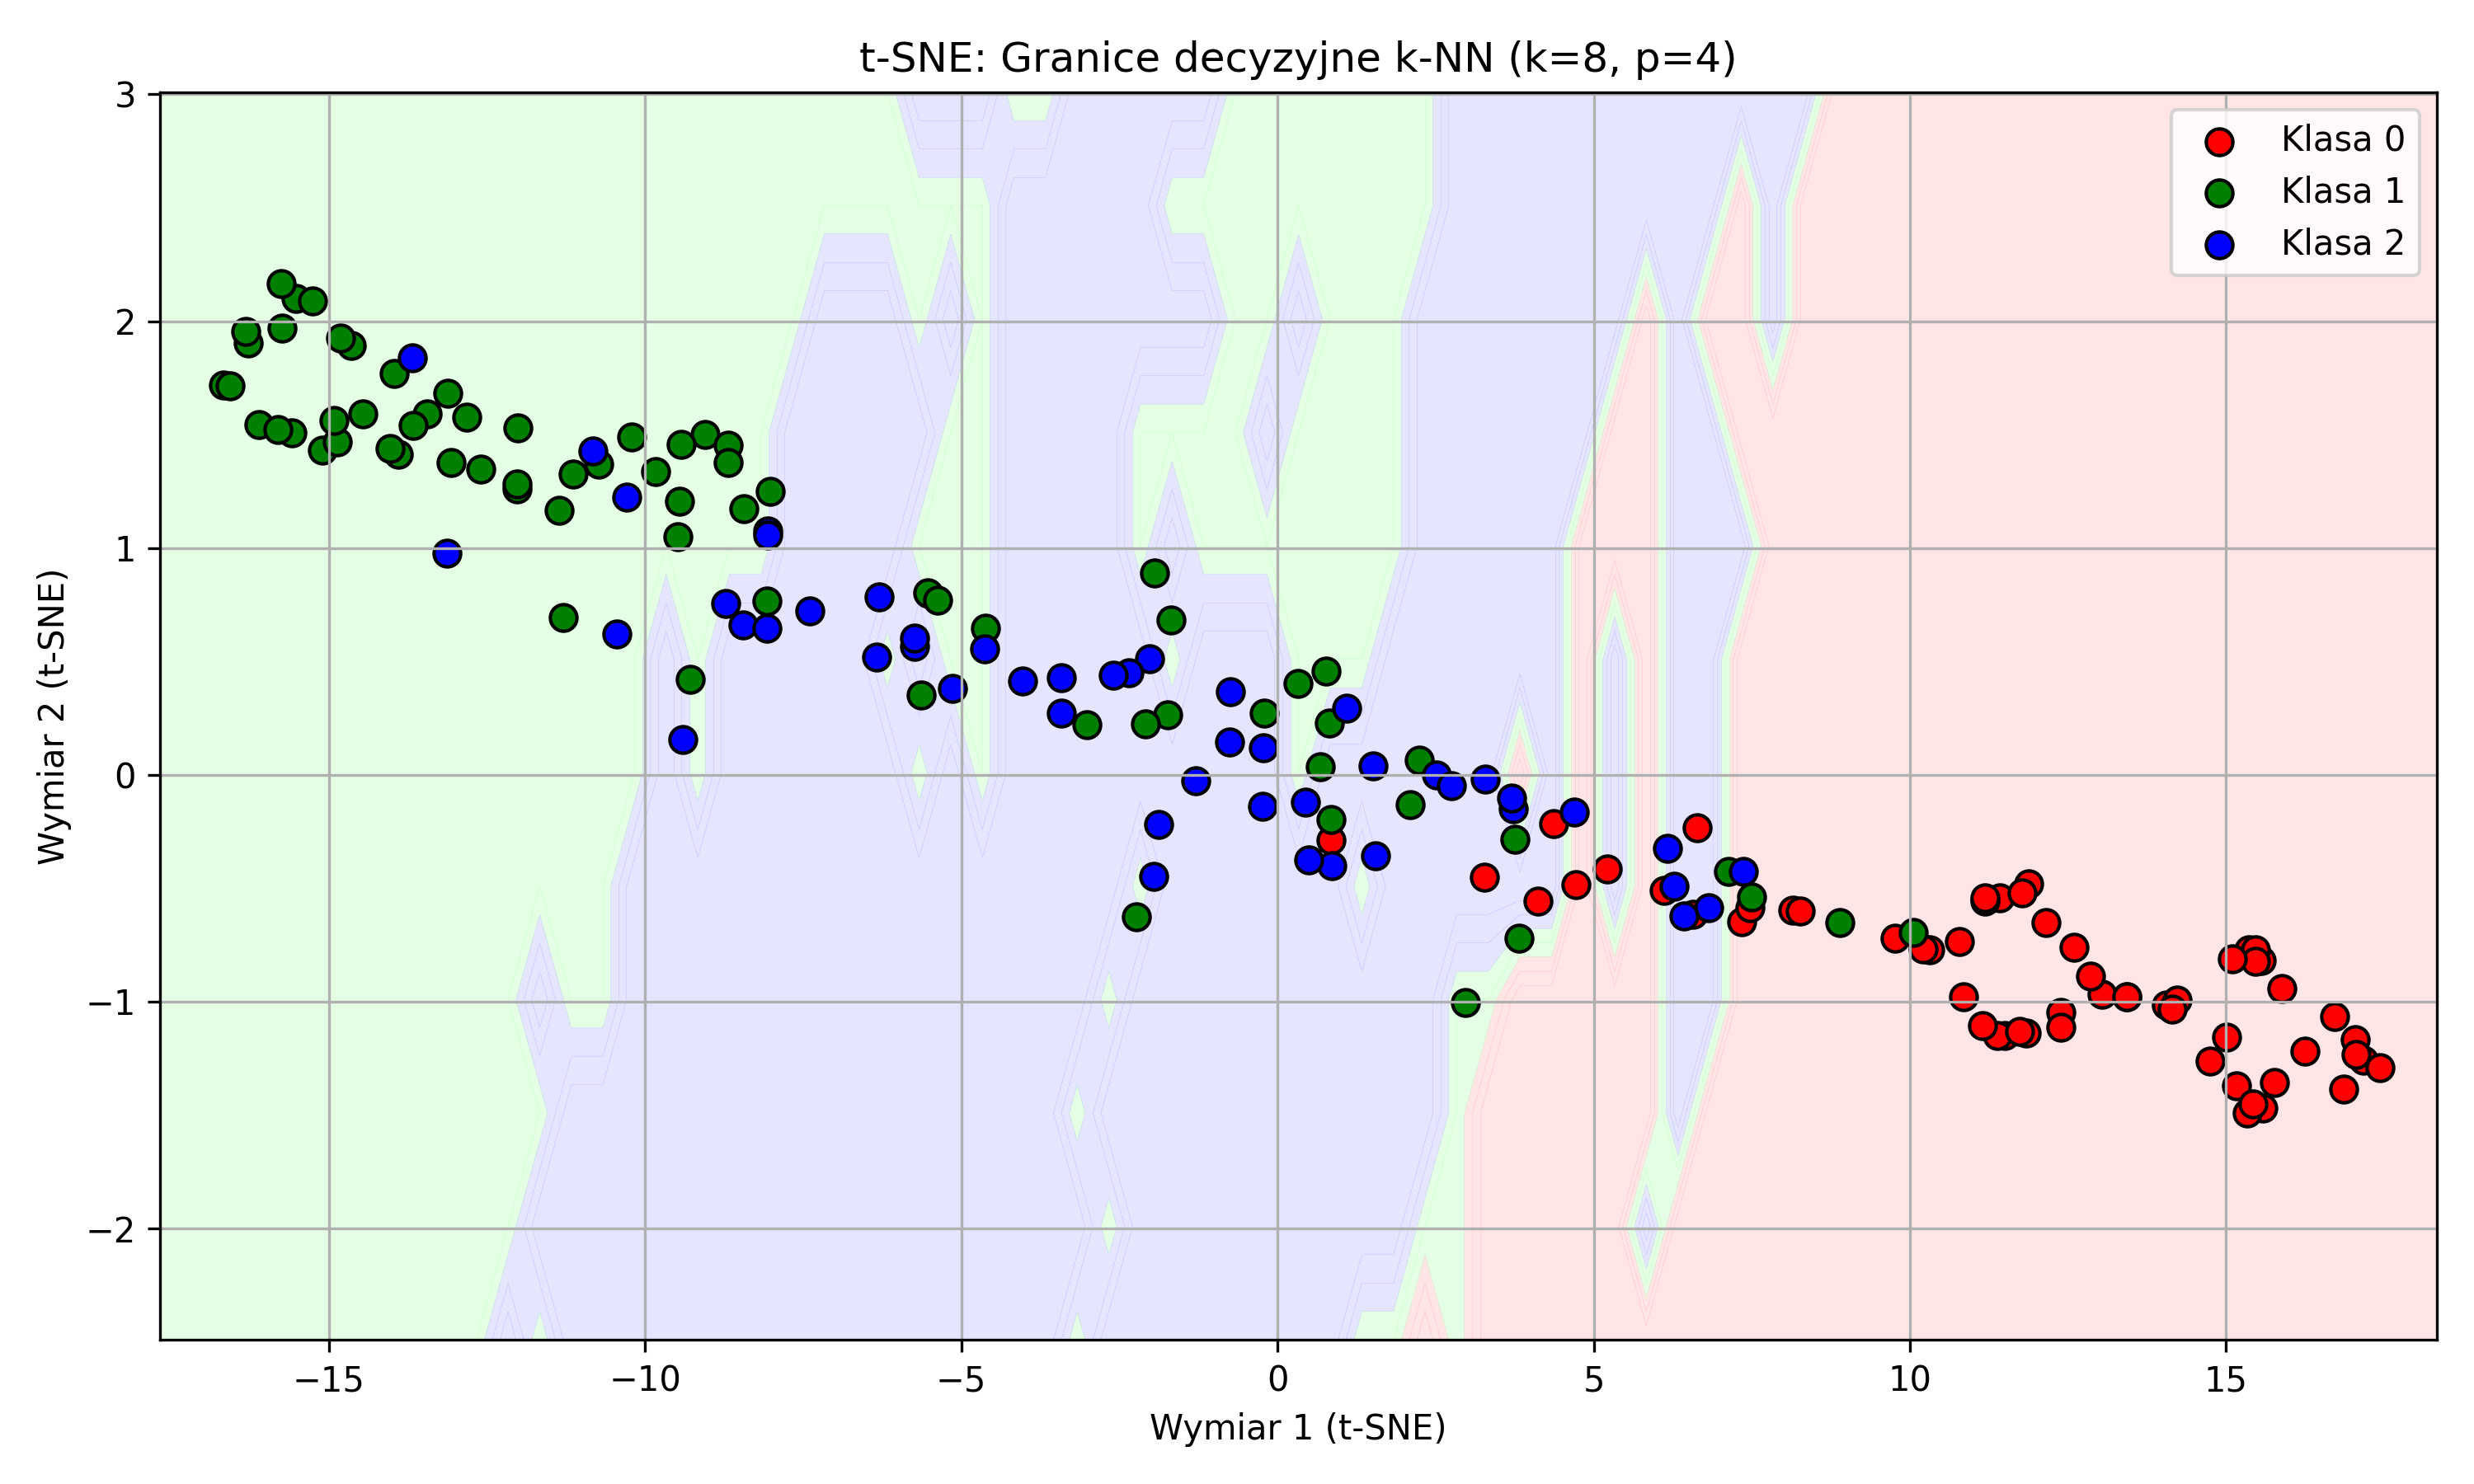 t-SNE: Granice decyzyjne k-NN (k=8, p=4)
Klasa 0
Klasa 1
Klasa 2
Wymiar 2 (t-SNE)
3
2
1
0
−1
−2
−15 −10 −5 0 5 10 15
Wymiar 1 (t-SNE)